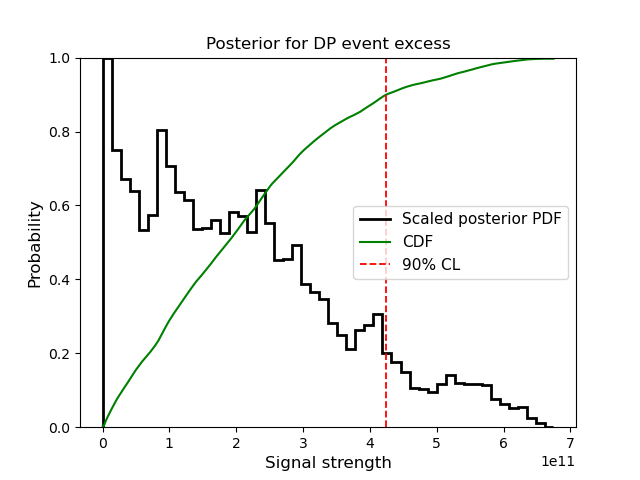 Posterior for DP event excess
Probability
1.0
0.8
0.6
0.4
0.2
0.0
Scaled posterior PDF
CDF
90% CL
0 1 2 3 4 5 6 7
1e11
Signal strength